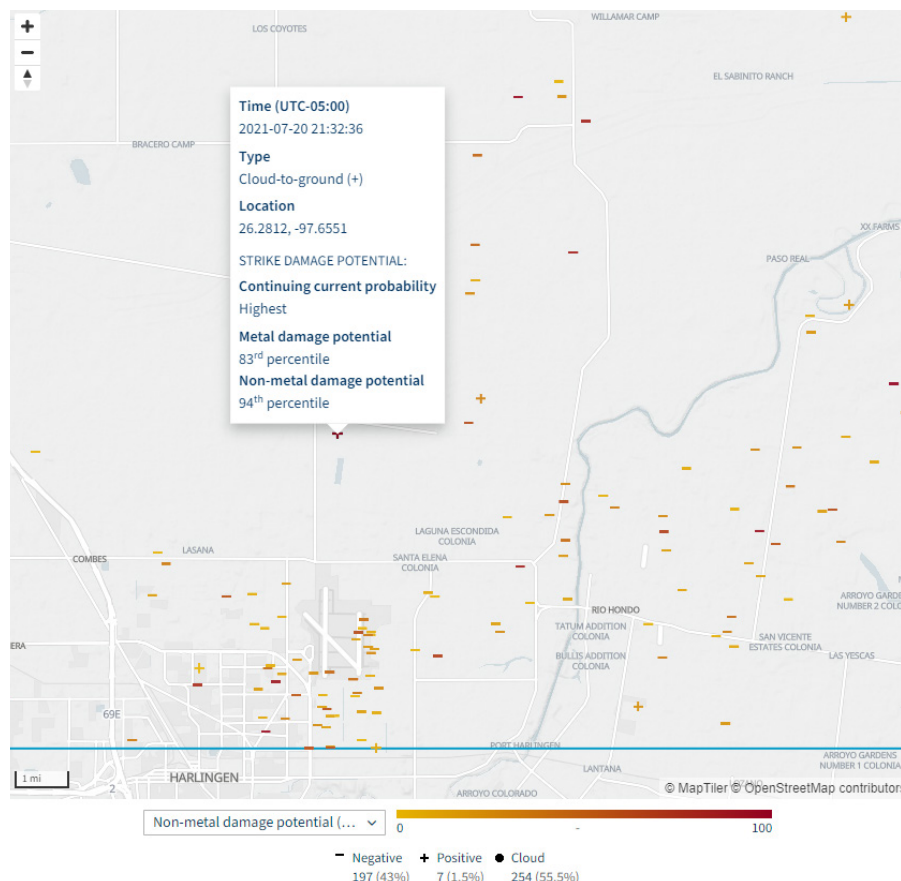 WILLAMAR CAMP
LOS COYOTES
EL SABINITO RANCH
Time (UTC-05:00)
2021-07-20 21:32:36
Type
Cloud-to-ground (+)
Location
26.2812, -97.6551
STRIKE DAMAGE POTENTIAL:
Continuing current probability
Highest
Metal damage potential
83rd percentile
Non-metal damage potential
94th percentile
BRACERO CAMP
XX FARMS
PASO REAL
LAGUNA ESCONDIDA
COLONIA
LASANA
COMBES
SANTA ELENA
COLONIA
ARROYO GARDE
NUMBER 2 COLO
RIO HONDO
TATUM ADDITION
COLONIA
SAN VICENTE
ESTATES COLONIA
ERA
BULLIS ADDITION
COLONIA
LAS YESCAS
69E
PORT HARLINGEN
ARROYO GARDENS
NUMBER 1 COLONIA
LANTANA
1 mi
HARLINGEN
2
ARROYO COLORADO
© MapTiler © OpenStreetMap contributors
Non-metal damage potential (...
0 - 100
Negative Positive Cloud
197 (43%) 7 (1.5%) 254 (55.5%)